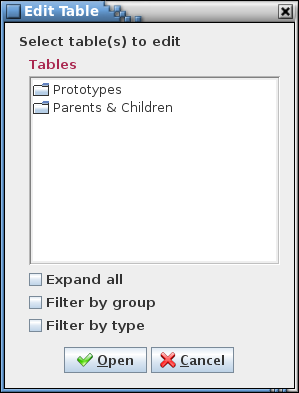 Edit Table
Select table(s) to edit
Tables
Prototypes
Parents & Children
Expand all
Filter by group
Filter by type
Open Cancel